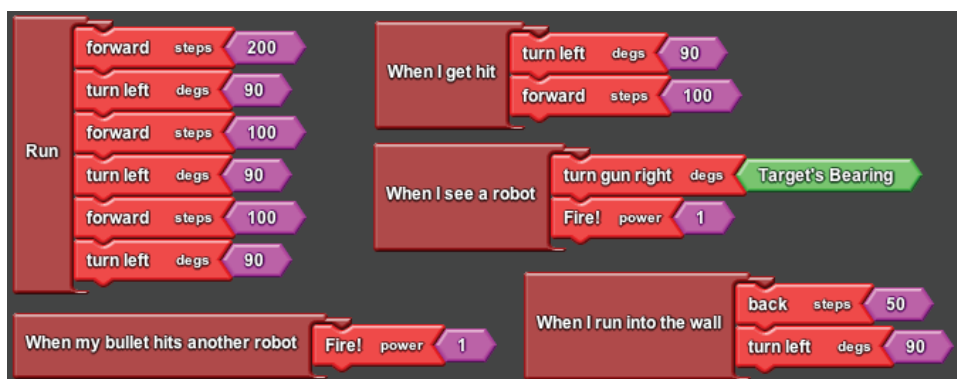 Run
forward steps 200
turn left degs 90
forward steps 100
turn left degs 90
forward steps 100
turn left degs 90
When I get hit
turn left degs 90
forward steps 100
When I see a robot
turn gun right degs Target's Bearing
Fire! power 1
When my bullet hits another robot Fire! power 1
When I run into the wall
back steps 50
turn left degs 90